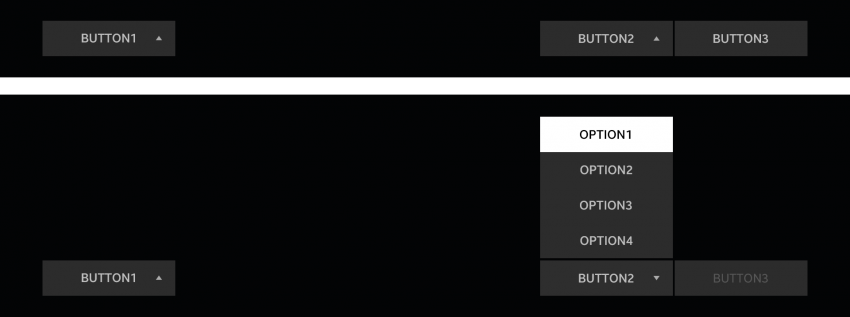 BUTTON1
BUTTON2
BUTTON3
OPTION1
OPTION2
OPTION3
OPTION4
BUTTON1
BUTTON2
BUTTON3